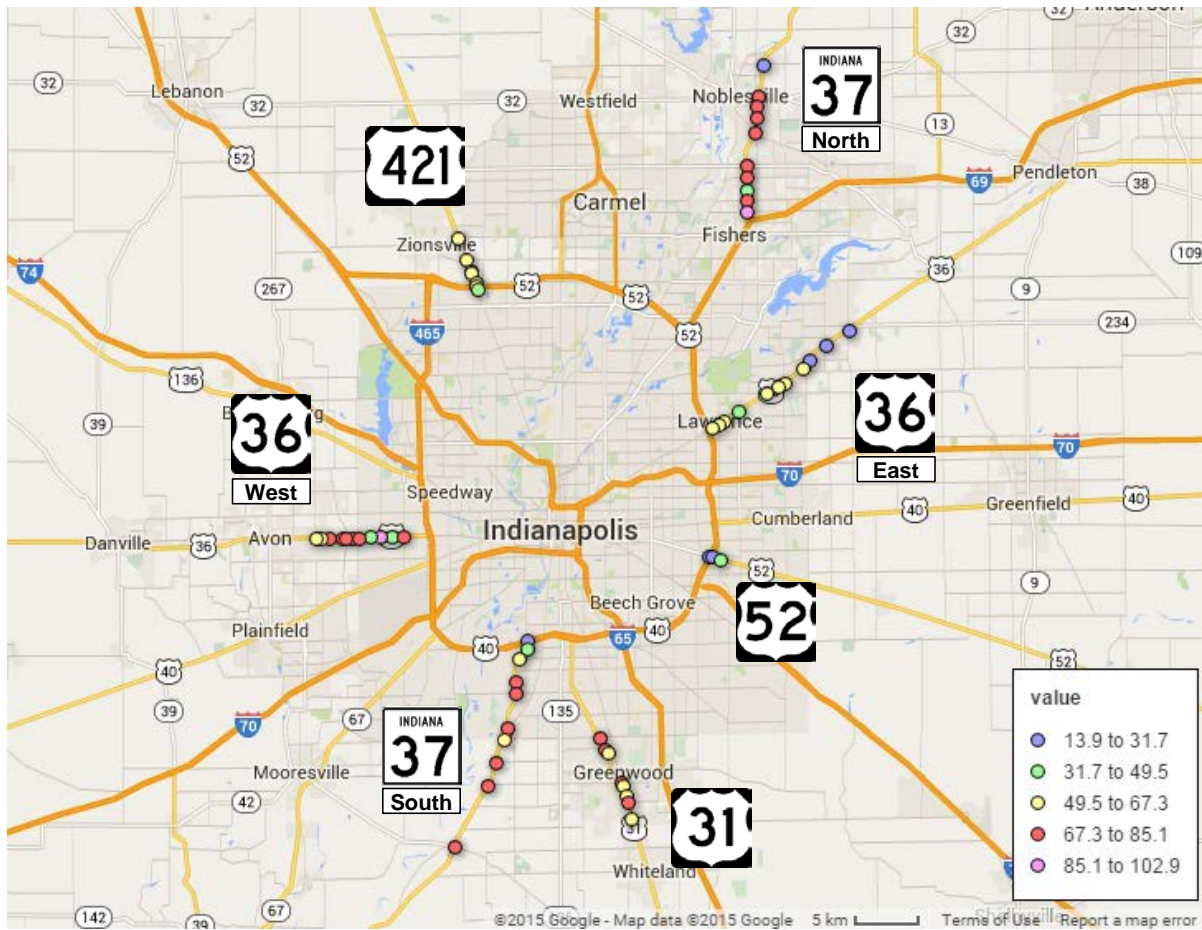 32
Anderson
32
32
Lebanon
32
32
Westfield
Noblesville
INDIANA
37
North
13
52
421
Pendleton
69
38
Carmel
Zionsville
Fishers
109
74
267
52
36
9
52
465
52
234
136
39
36
West
Lawrence
36
East
70
70
Speedway
Greenfield
40
40
Cumberland
Indianapolis
Danville
36
Avon
52
9
Beech Grove
52
Plainfield
40
65
40
40
52
39
70
67
135
INDIANA
37
South
Mooresville
Greenwood
42
31
31
Whiteland
value
13.9 to 31.7
31.7 to 49.5
49.5 to 67.3
67.3 to 85.1
85.1 to 102.9
142
67
39
©2015 Google - Map data ©2015 Google
5 km
Terms of Use
Shelbyville
Report a map error